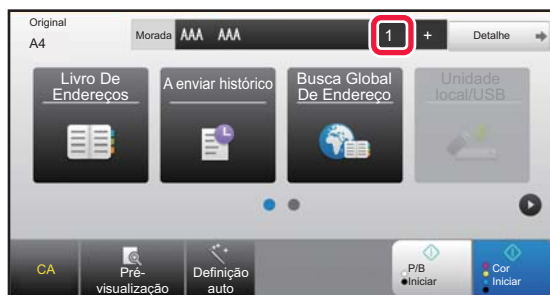 Original
A4
Morada AAA AAA 1 + Detalhe
Livro De
Endereços
A enviar histórico
Busca Global
De Endereço
Unidade
local/USB
CA
Pré-
visualização
Definição
auto
P/B
Iniciar
Cor
Iniciar